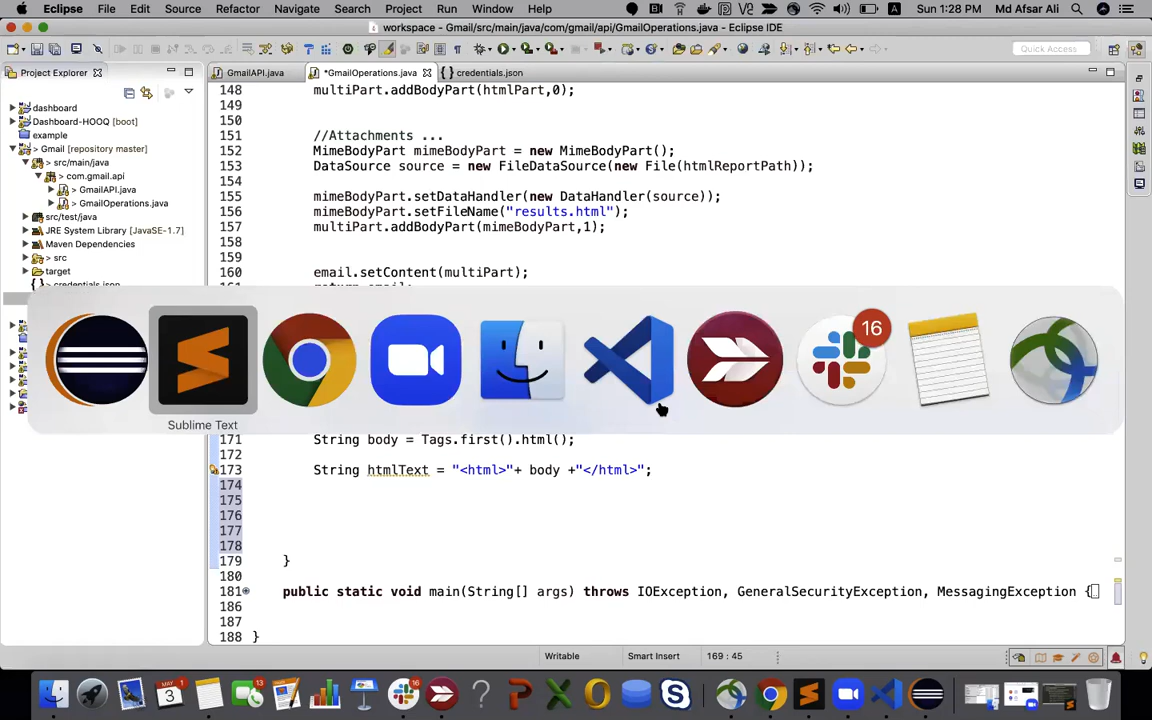 Eclipse File Edit Source Refactor Navigate Search Project Run Window Help Sun 1:28 PM Md Afsar Ali
workspace - Gmail/src/main/java/com/gmail/api/GmailOperations.java - Eclipse IDE
Quick Access
Project Explorer
GmailAPI.java *GmailOperations.java credentials.json
dashboard
Dashboard-HOOQ [boot]
example
> Gmail [repository master]
> src/main/java
> com.gmail.api
> GmailAPI.java
> GmailOperations.java
src/test/java
JRE System Library [JavaSE-1.7]
Maven Dependencies
> src
target
credentials.json
148 multiPart.addBodyPart(htmlPart,0);
149
150
151 //Attachments ...
152 MimeBodyPart mimeBodyPart = new MimeBodyPart();
153 DataSource source = new FileDataSource(new File(htmlReportPath));
154
155 mimeBodyPart.setDataHandler(new DataHandler(source));
156 mimeBodyPart.setFileName("results.html");
157 multiPart.addBodyPart(mimeBodyPart,1);
158
159
160 email.setContent(multiPart);
16
Sublime Text
171 String body = Tags.first().html();
172
173 String htmlText = "<html>"+ body +"</html>";
174
175
176
177
178
179 }
180
181 public static void main(String[] args) throws IOException, GeneralSecurityException, MessagingException {
186
187
188 }
Writable Smart Insert 169 : 45